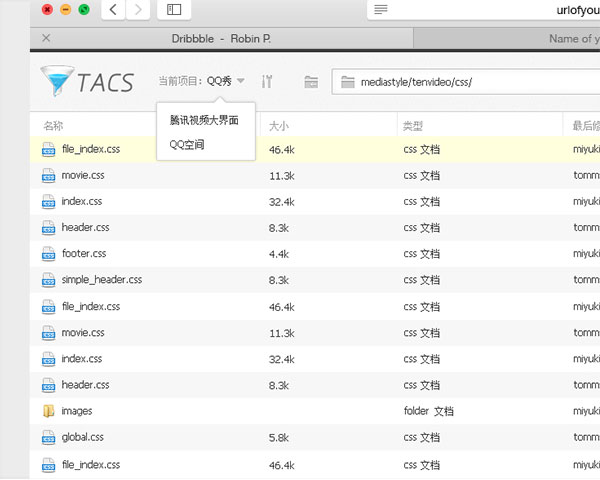 urlofyou
Dribbble - Robin P.
Name of y
TACS 当前项目: QQ秀 mediastyle/tenvideo/css/
腾讯视频大界面
QQ空间
名称 大小 类型 最后修
file_index.css 46.4k css 文档 miyuki
movie.css 11.3k css 文档 tomms
index.css 32.4k css 文档 miyuki
header.css 8.3k css 文档 tomms
footer.css 4.4k css 文档 miyuki
simple_header.css 8.3k css 文档 tomms
file_index.css 46.4k css 文档 miyuki
movie.css 11.3k css 文档 tomms
index.css 32.4k css 文档 miyuki
header.css 8.3k css 文档 tomms
images folder 文档 miyuki
global.css 5.8k css 文档 tomms
file_index.css 46.4k css 文档 miyuki